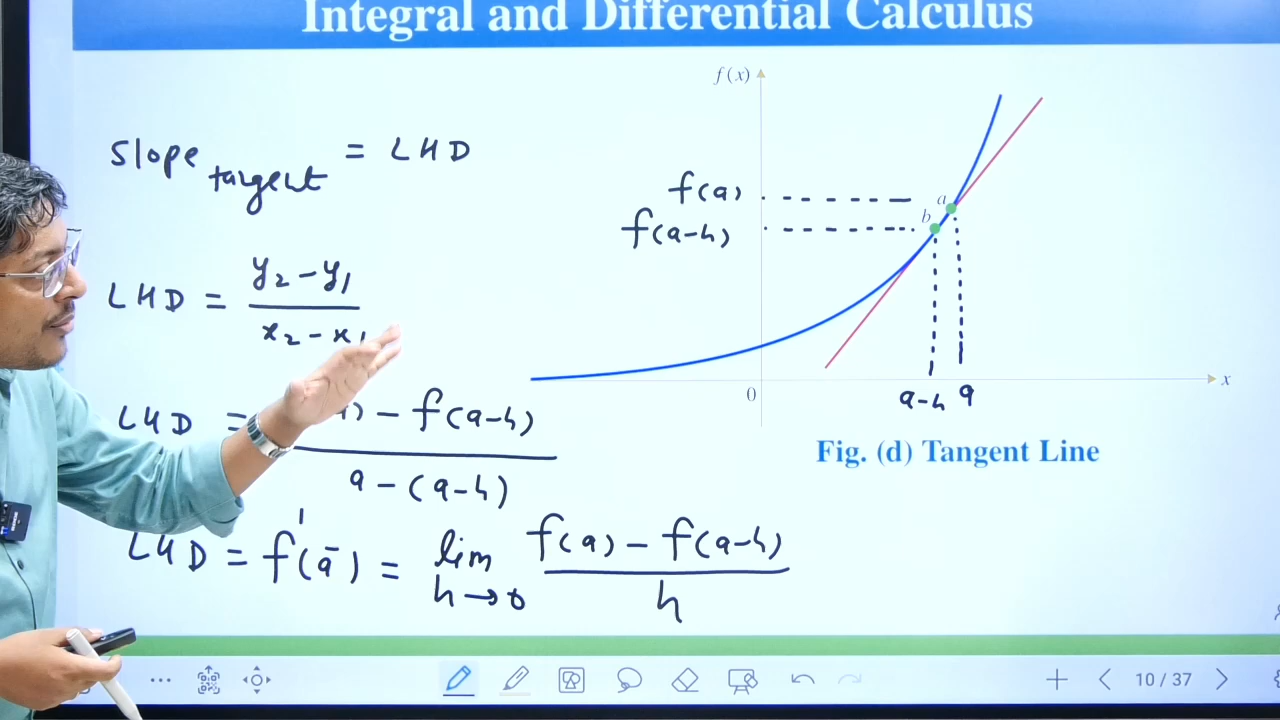 Integral and Differential Calculus
f(x)
Slope tangent = LHD
f(a)
f(a-h)
a
b
LHD = y₂ - y₁
x₂ - x₁
0
x
a-h a
LHD = ) - f(a-h)
a - (a-h)
Fig. (d) Tangent Line
LHD = f'(a⁻) = lim f(a) - f(a-h)
h→0 h
10 / 37